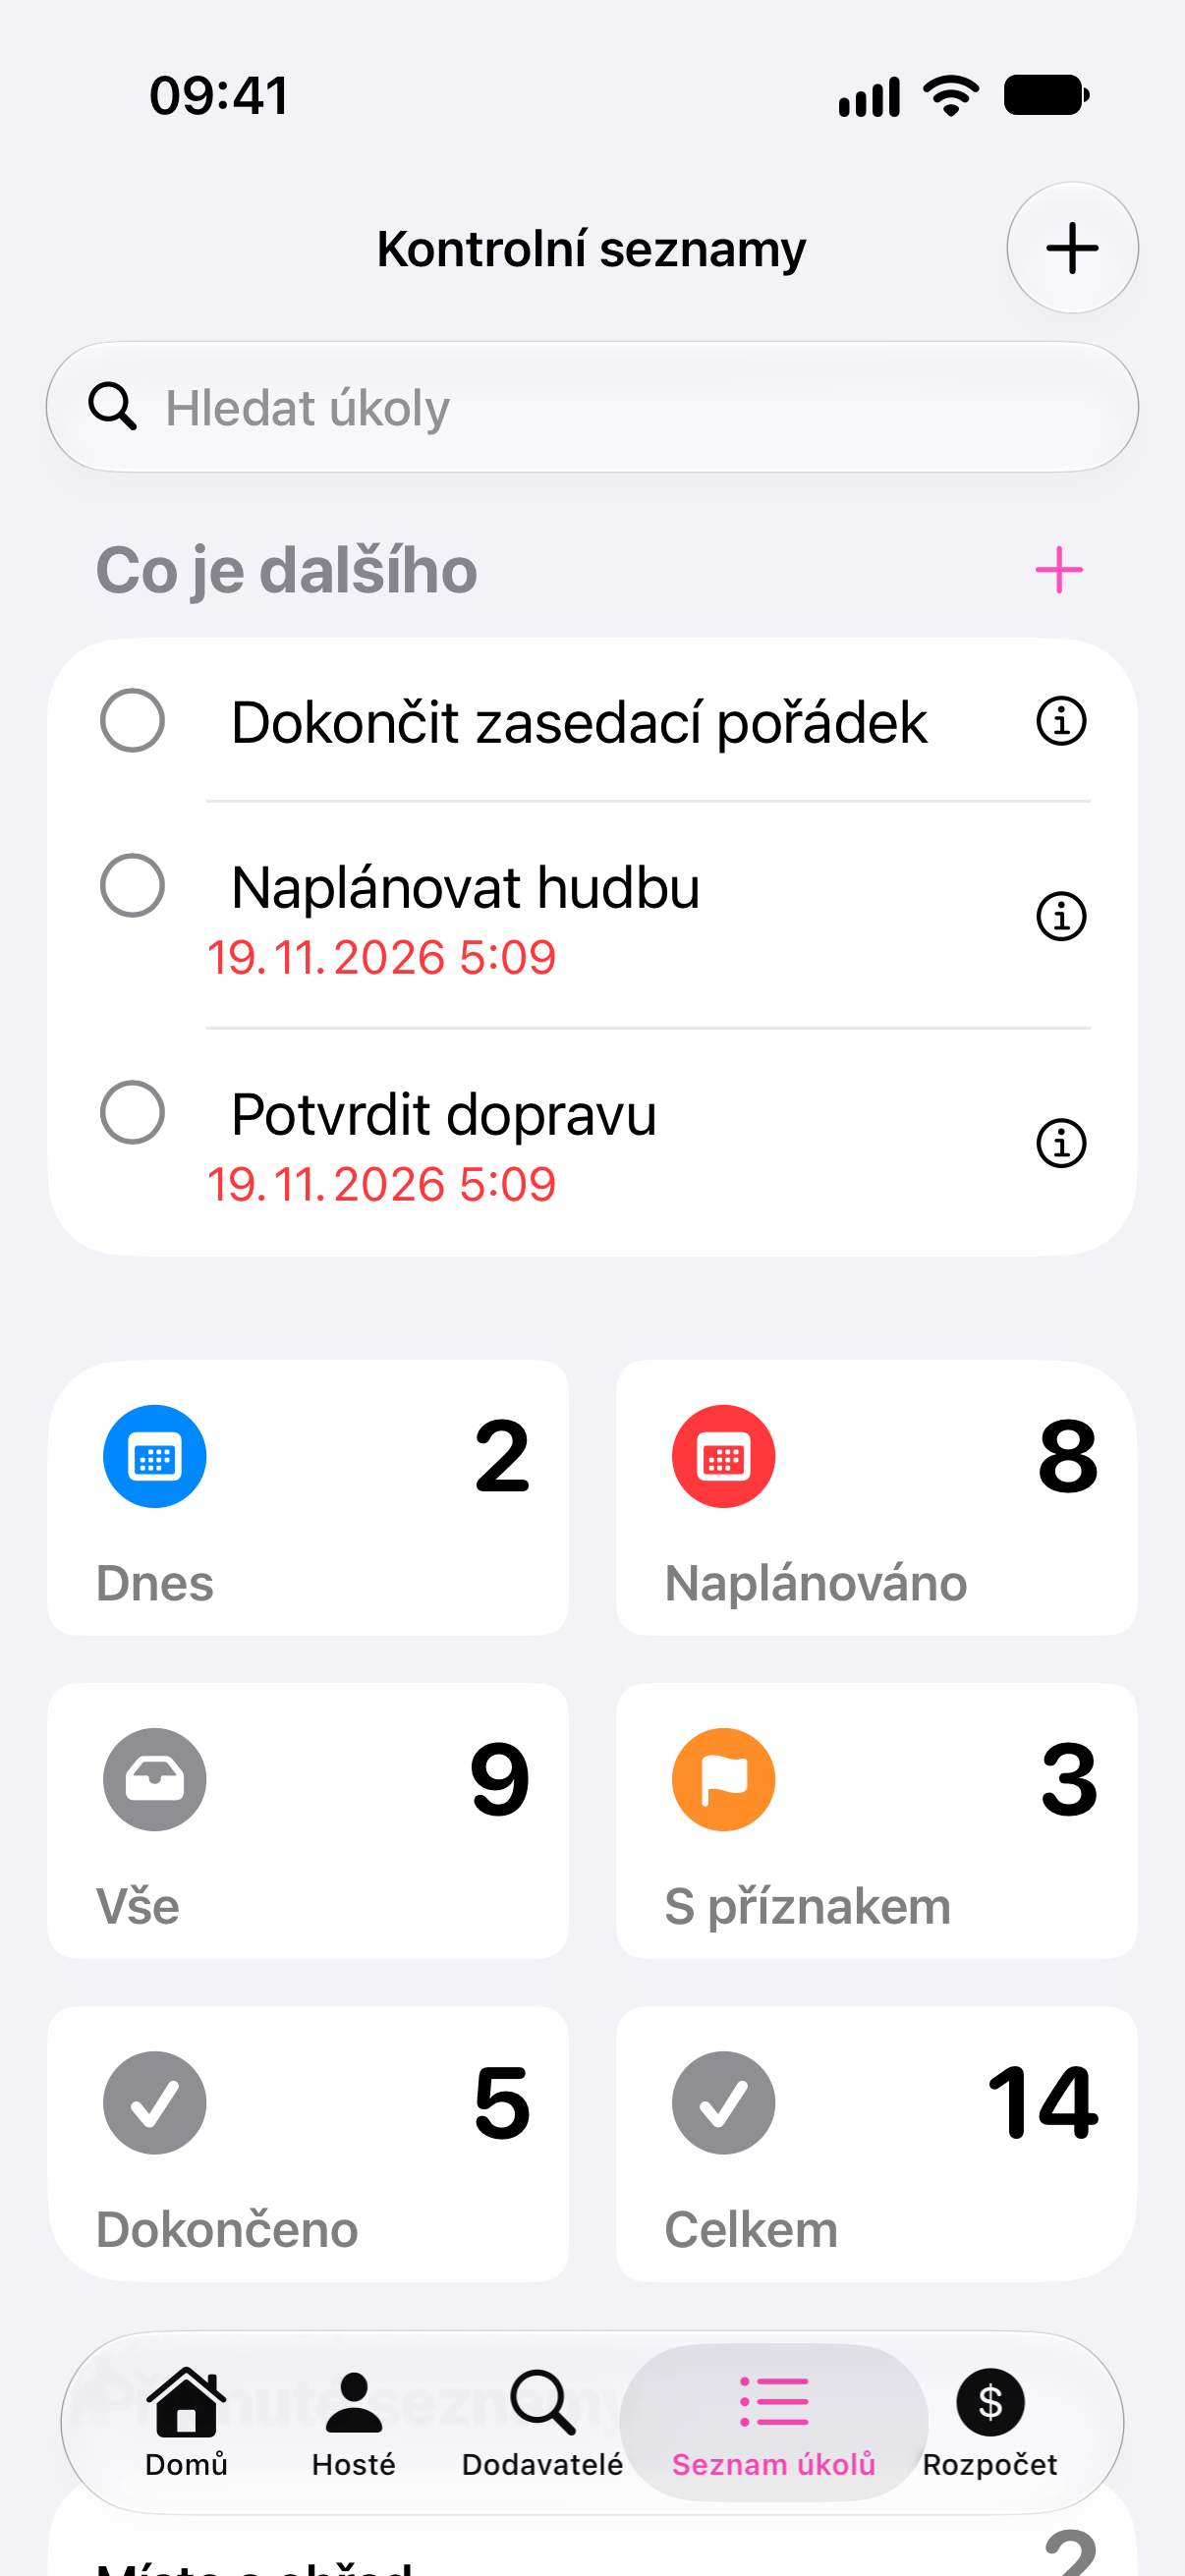 09:41
Kontrolní seznamy
Hledat úkoly
Co je dalšího
Dokončit zasedací pořádek
Naplánovat hudbu
19. 11. 2026 5:09
Potvrdit dopravu
19. 11. 2026 5:09
2
8
Dnes
Naplánováno
9
3
Vše
S příznakem
5
14
Dokončeno
Celkem
seznamy
Domů
Hosté
Dodavatelé
Seznam úkolů
Rozpočet
$
2